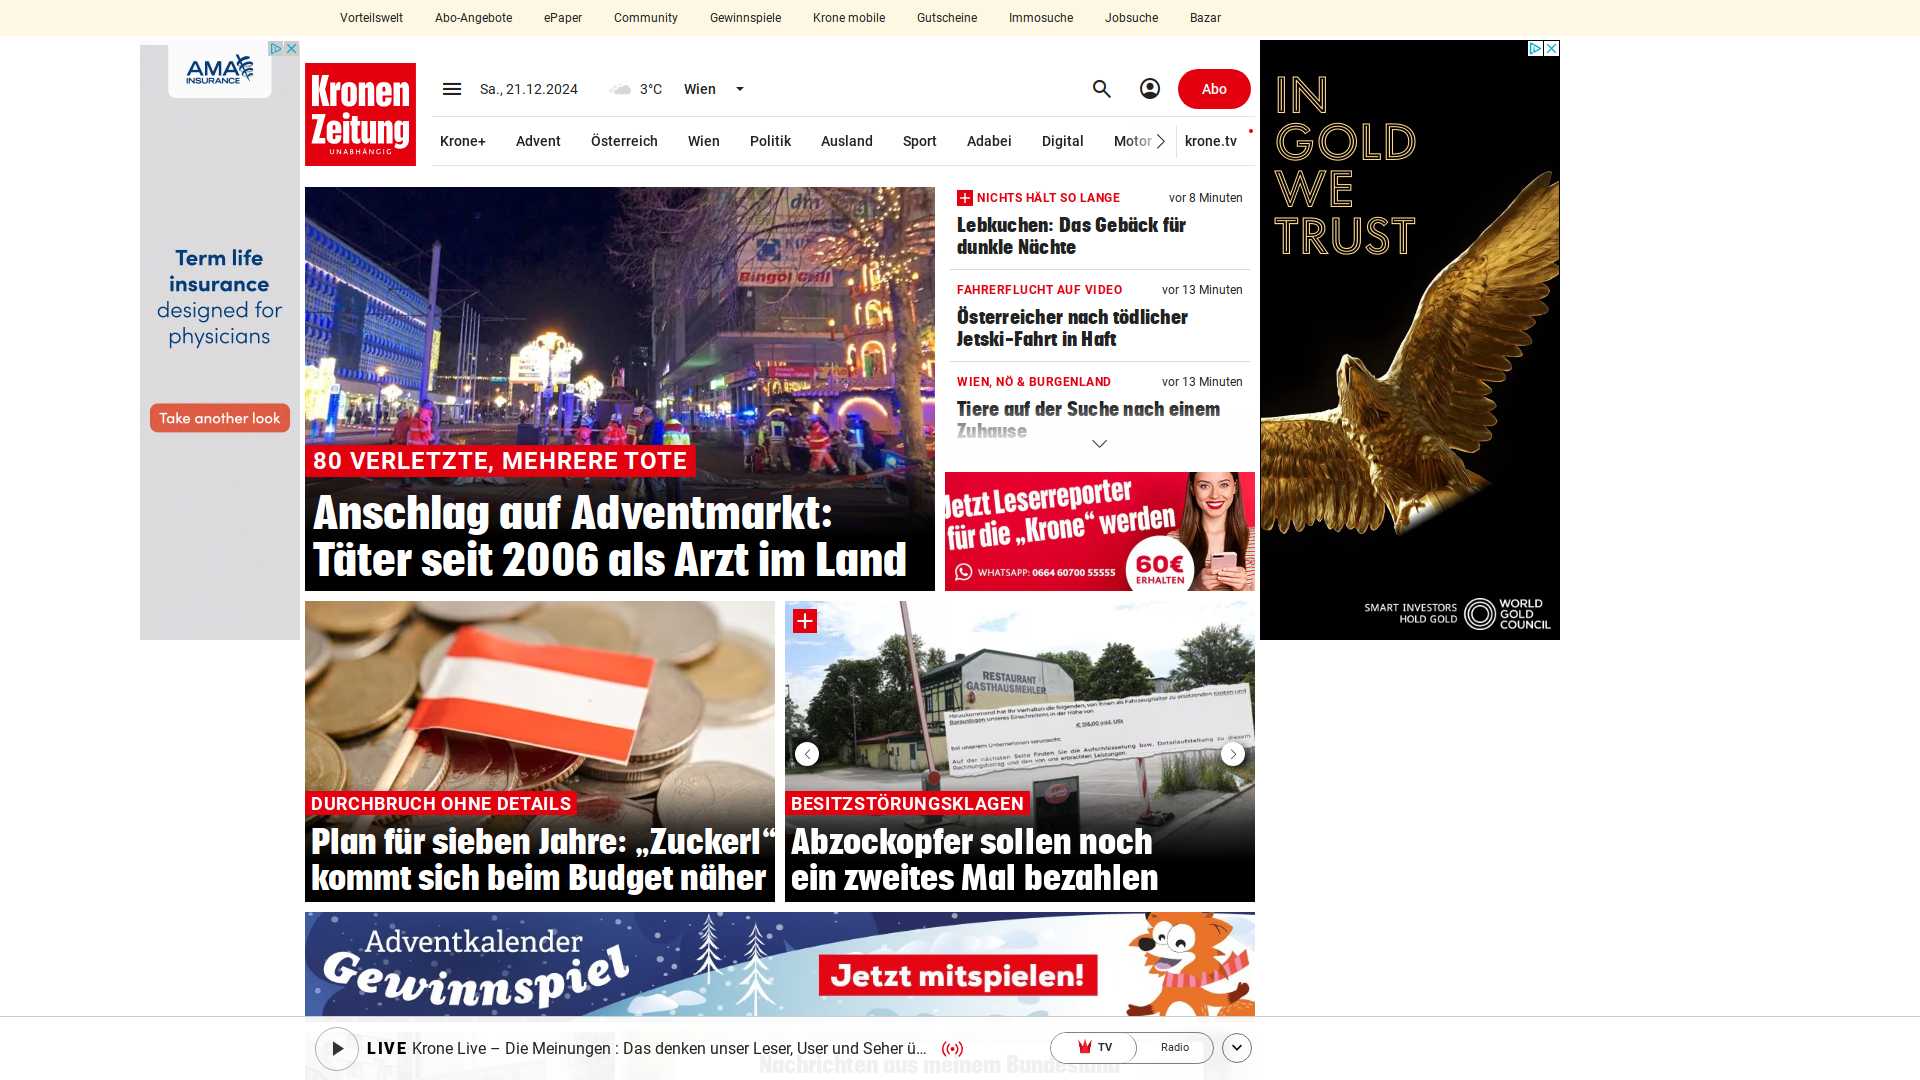 Vorteilswelt Abo-Angebote ePaper Community Gewinnspiele Krone mobile Gutscheine Immosuche Jobsuche Bazar
AMA
INSURANCE
Term life
insurance
designed for
physicians
Take another look
Kronen
Zeitung
UNABHÄNGIG
Sa., 21.12.2024 3°C Wien Abo
Krone+ Advent Österreich Wien Politik Ausland Sport Adabei Digital Motor krone.tv
dm
Bingöl Grill
80 VERLETZTE, MEHRERE TOTE
Anschlag auf Adventmarkt:
Täter seit 2006 als Arzt im Land
NICHTS HÄLT SO LANGE vor 8 Minuten
Lebkuchen: Das Gebäck für
dunkle Nächte
FAHRERFLUCHT AUF VIDEO vor 13 Minuten
Österreicher nach tödlicher
Jetski-Fahrt in Haft
WIEN, NÖ & BURGENLAND vor 13 Minuten
Tiere auf der Suche nach einem
Zuhause
Jetzt Leserreporter
für die „Krone“ werden
WHATSAPP: 0664 60700 55555
60€
ERHALTEN
IN
GOLD
WE
TRUST
SMART INVESTORS
HOLD GOLD
WORLD
GOLD
COUNCIL
DURCHBRUCH OHNE DETAILS
Plan für sieben Jahre: „Zuckerl“
kommt sich beim Budget näher
RESTAURANT
GASTHAUS MEHLER
BESITZSTÖRUNGSKLAGEN
Abzockopfer sollen noch
ein zweites Mal bezahlen
Adventkalender
Gewinnspiel
Jetzt mitspielen!
LIVE Krone Live – Die Meinungen : Das denken unser Leser, User und Seher ü...
TV Radio
Nachrichten aus meinem Bundesland